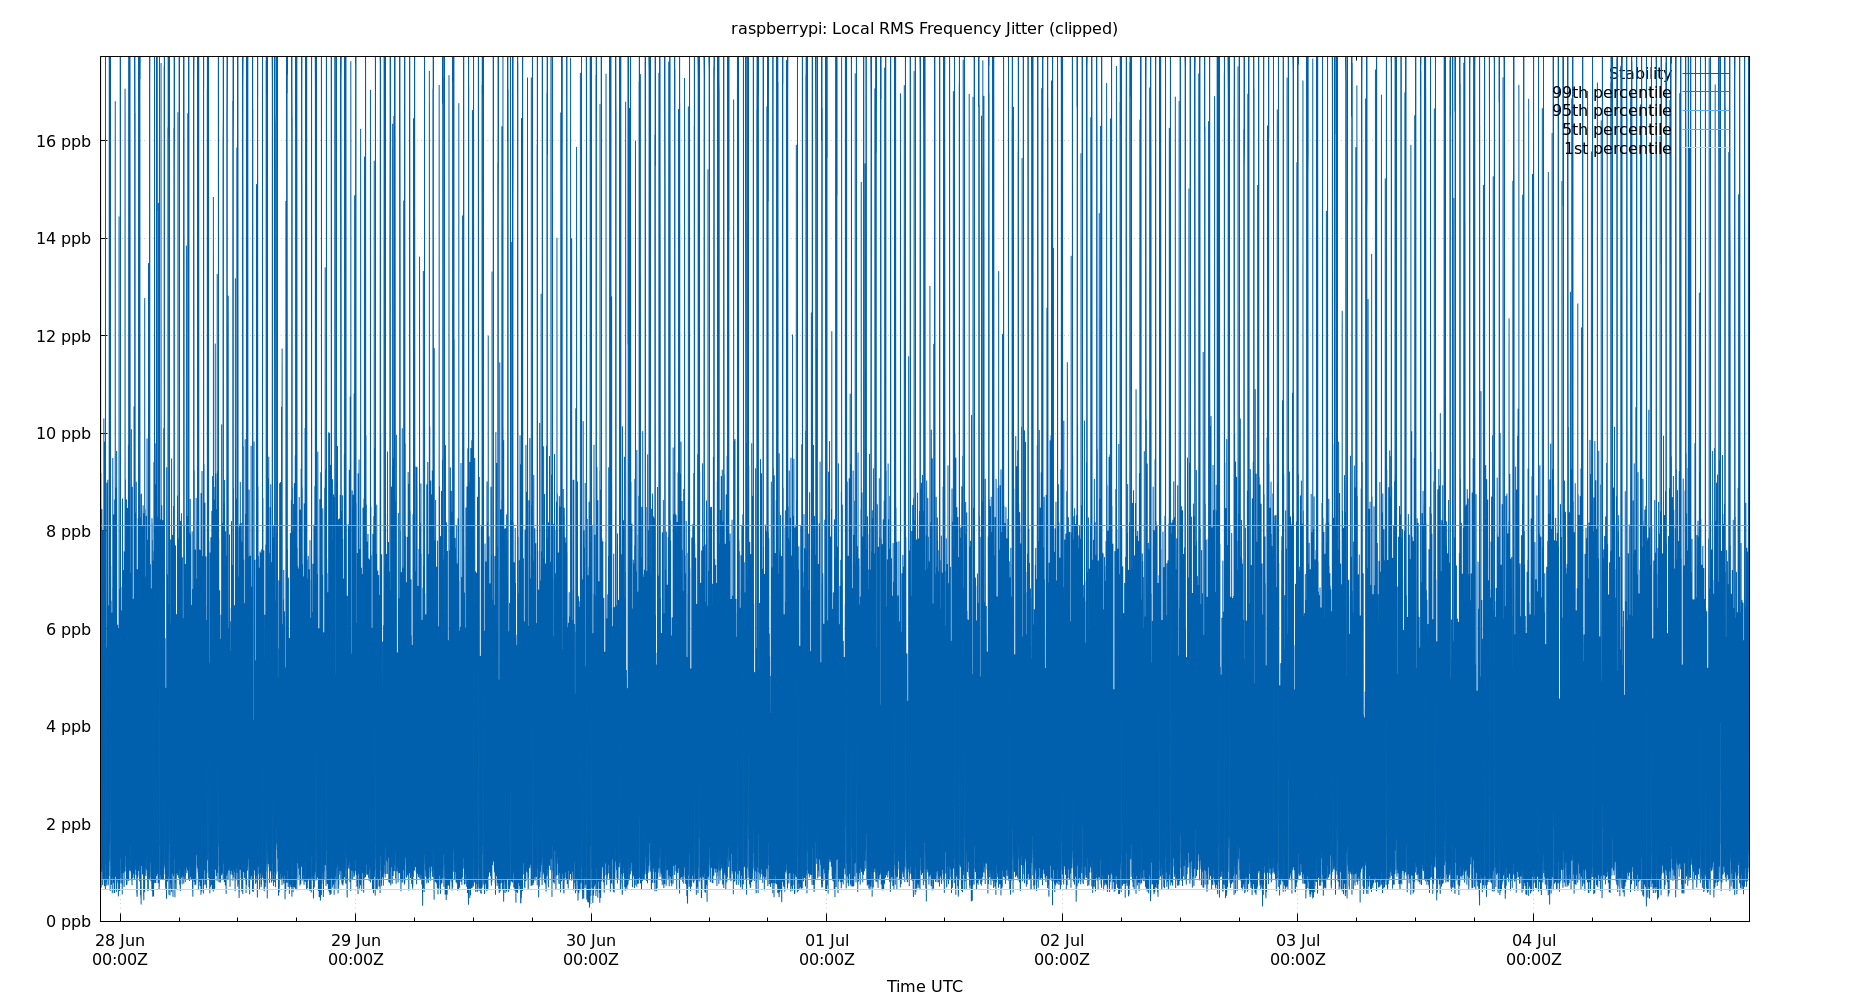 raspberrypi: Local RMS Frequency Jitter (clipped)
Stability
99th percentile
95th percentile
5th percentile
1st percentile
16 ppb
14 ppb
12 ppb
10 ppb
8 ppb
6 ppb
4 ppb
2 ppb
0 ppb
28 Jun
00:00Z
29 Jun
00:00Z
30 Jun
00:00Z
01 Jul
00:00Z
02 Jul
00:00Z
03 Jul
00:00Z
04 Jul
00:00Z
Time UTC